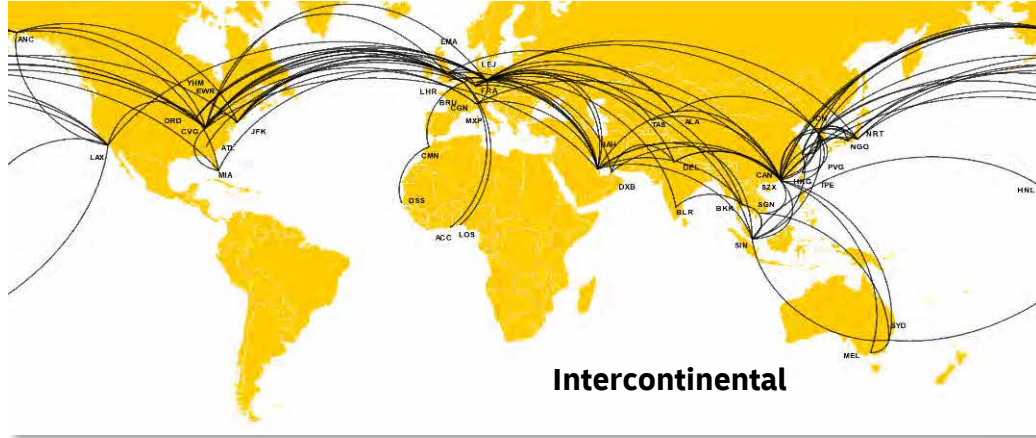 ANC
EMA
LEJ
YHM
EWR
LHR
FRA
BRU
CGN
ORD
CVG
JFK
MXP
TAS
ALA
ICN
NRT
NGO
ATL
LAX
CMN
BAH
DEL
PVG
MIA
CAN
HKG
SZX
TPE
DXB
HNL
DSS
BLR
BKK
SGN
ACC
LOS
SIN
SYD
MEL
Intercontinental